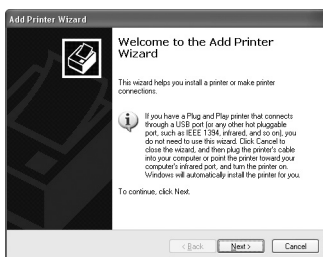 Add Printer Wizard
Welcome to the Add Printer
Wizard
This wizard helps you install a printer or make printer
connections.
If you have a Plug and Play printer that connects
through a USB port (or any other hot pluggable
port, such as IEEE 1394, infrared, and so on), you
do not need to use this wizard. Click Cancel to
close the wizard, and then plug the printer's cable
into your computer or point the printer toward your
computer's infrared port, and turn the printer on.
Windows will automatically install the printer for you.
To continue, click Next.
< Back
Next >
Cancel